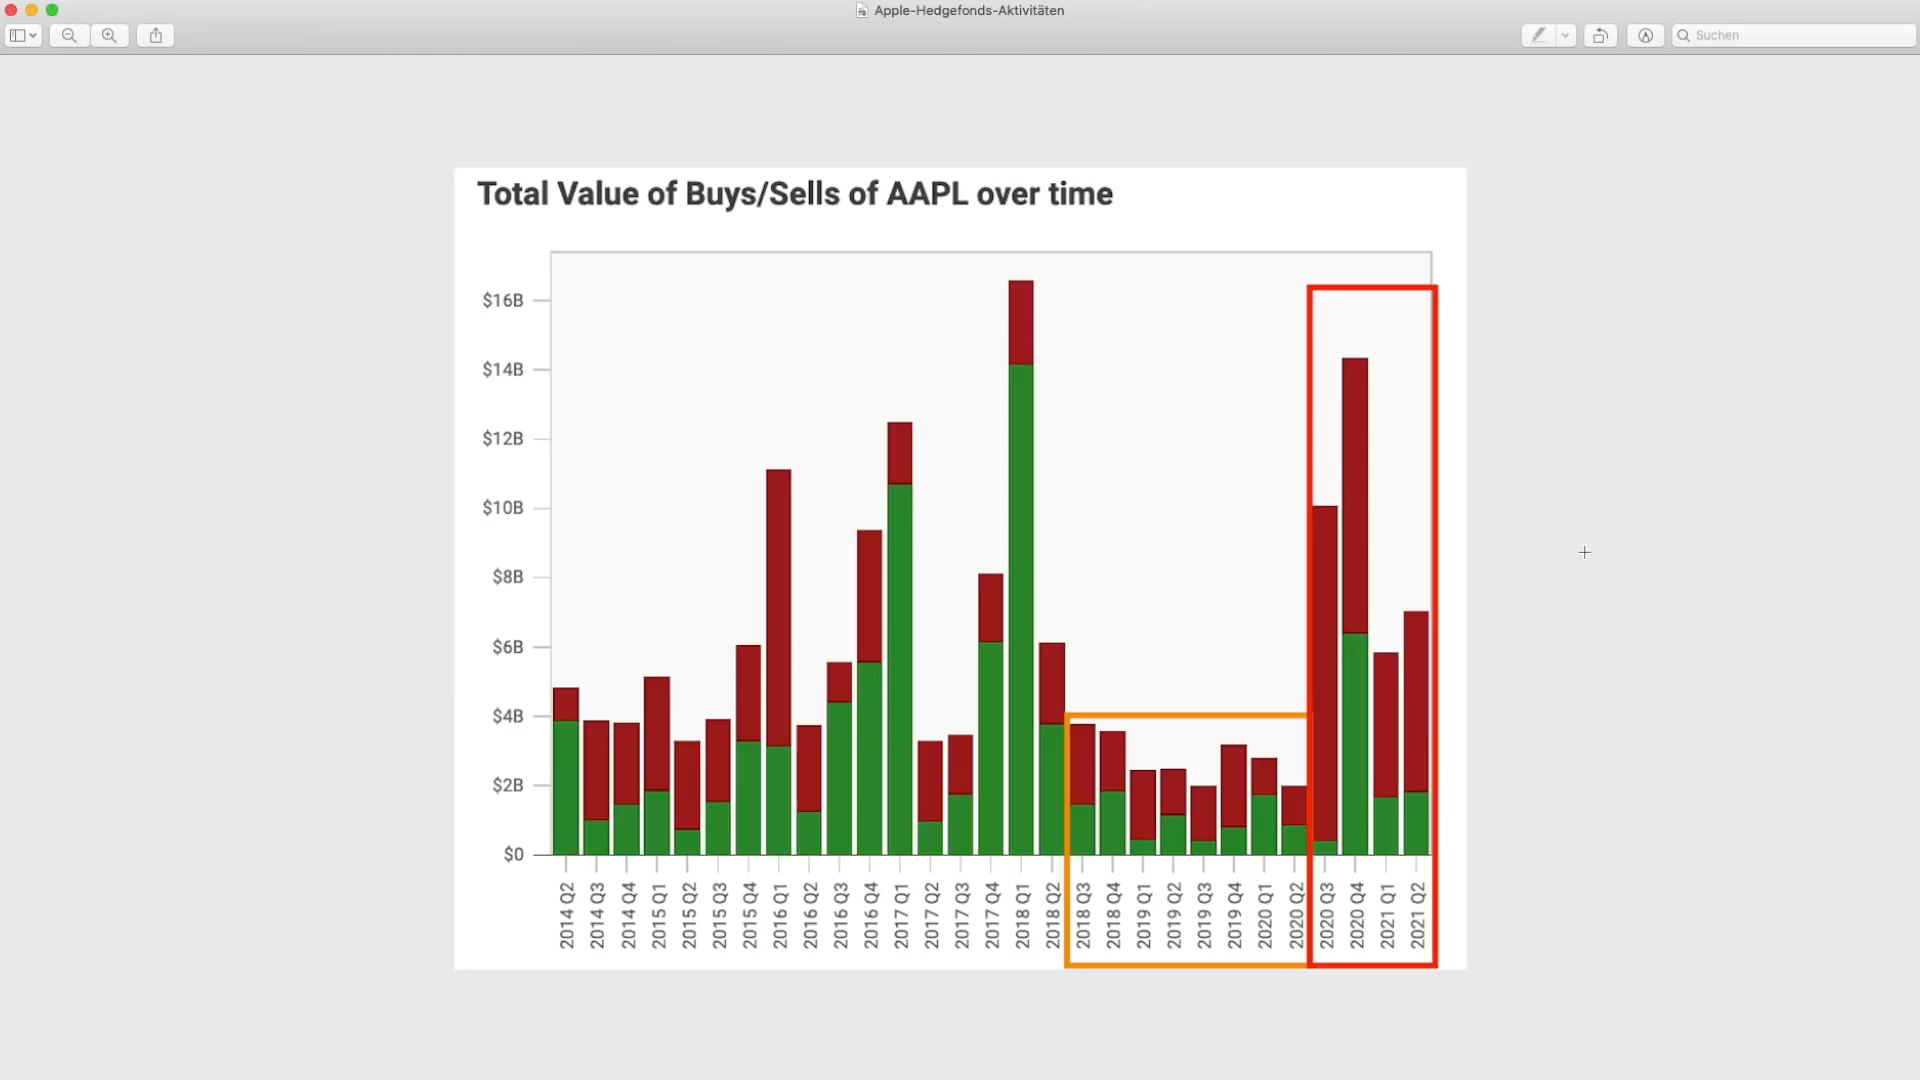 Apple-Hedgefonds-Aktivitäten
Suchen
Total Value of Buys/Sells of AAPL over time
$16B
$14B
$12B
$10B
$8B
$6B
$4B
$2B
$0
2014 Q2
2014 Q3
2014 Q4
2015 Q1
2015 Q2
2015 Q3
2015 Q4
2016 Q1
2016 Q2
2016 Q3
2016 Q4
2017 Q1
2017 Q2
2017 Q3
2017 Q4
2018 Q1
2018 Q2
2018 Q3
2018 Q4
2019 Q1
2019 Q2
2019 Q3
2019 Q4
2020 Q1
2020 Q2
2020 Q3
2020 Q4
2021 Q1
2021 Q2